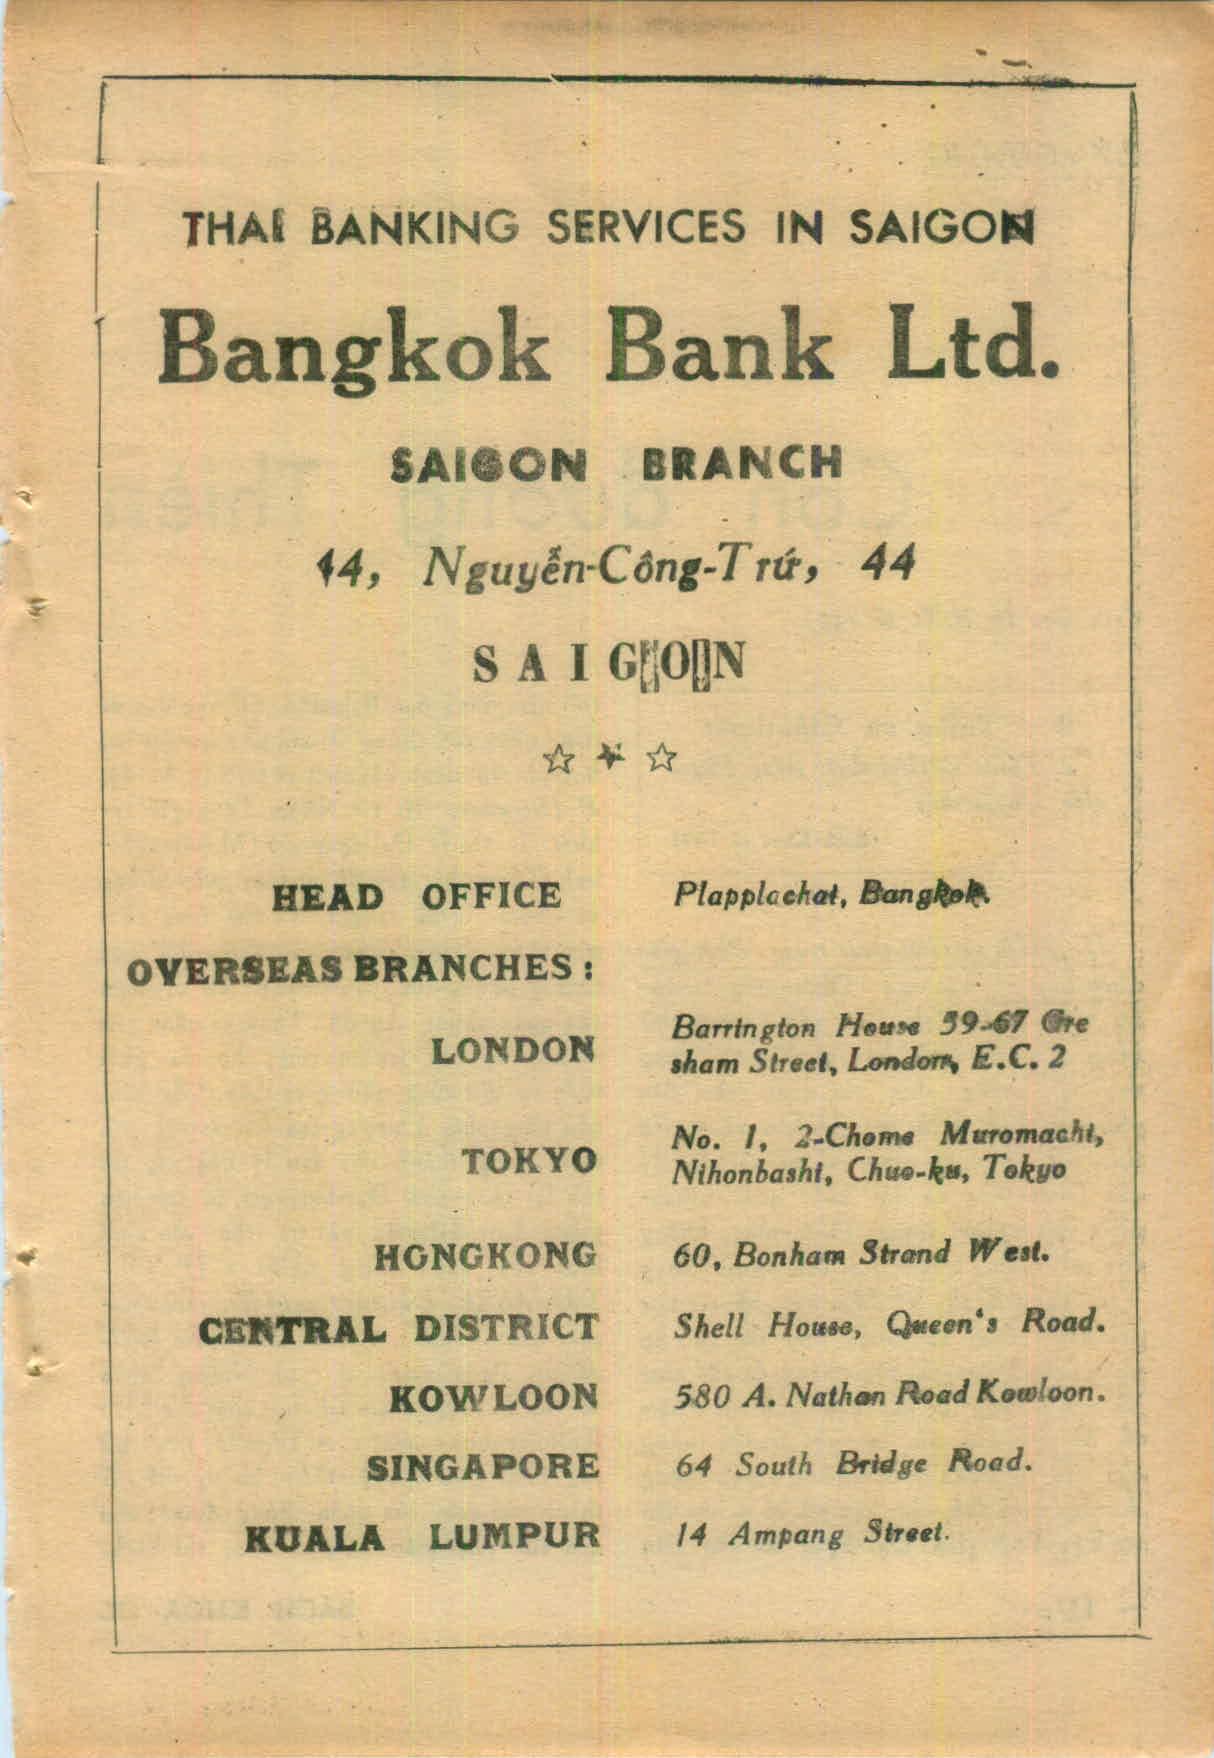 THAI BANKING SERVICES IN SAIGON
Bangkok Bank Ltd.
SAIGON BRANCH
44, Nguyễn-Công-Trứ, 44
SAIGON
HEAD OFFICE Plapplachat, Bangkok.
OVERSEAS BRANCHES :
LONDON Barrington House 59-67 Gre
sham Street, London, E.C. 2
TOKYO No. 1, 2-Chome Muromachi,
Nihonbashi, Chuo-ku, Tokyo
HONGKONG 60, Bonham Strand West.
CENTRAL DISTRICT Shell House, Queen's Road.
KOWLOON 580 A. Nathan Road Kowloon.
SINGAPORE 64 South Bridge Road.
KUALA LUMPUR 14 Ampang Street.